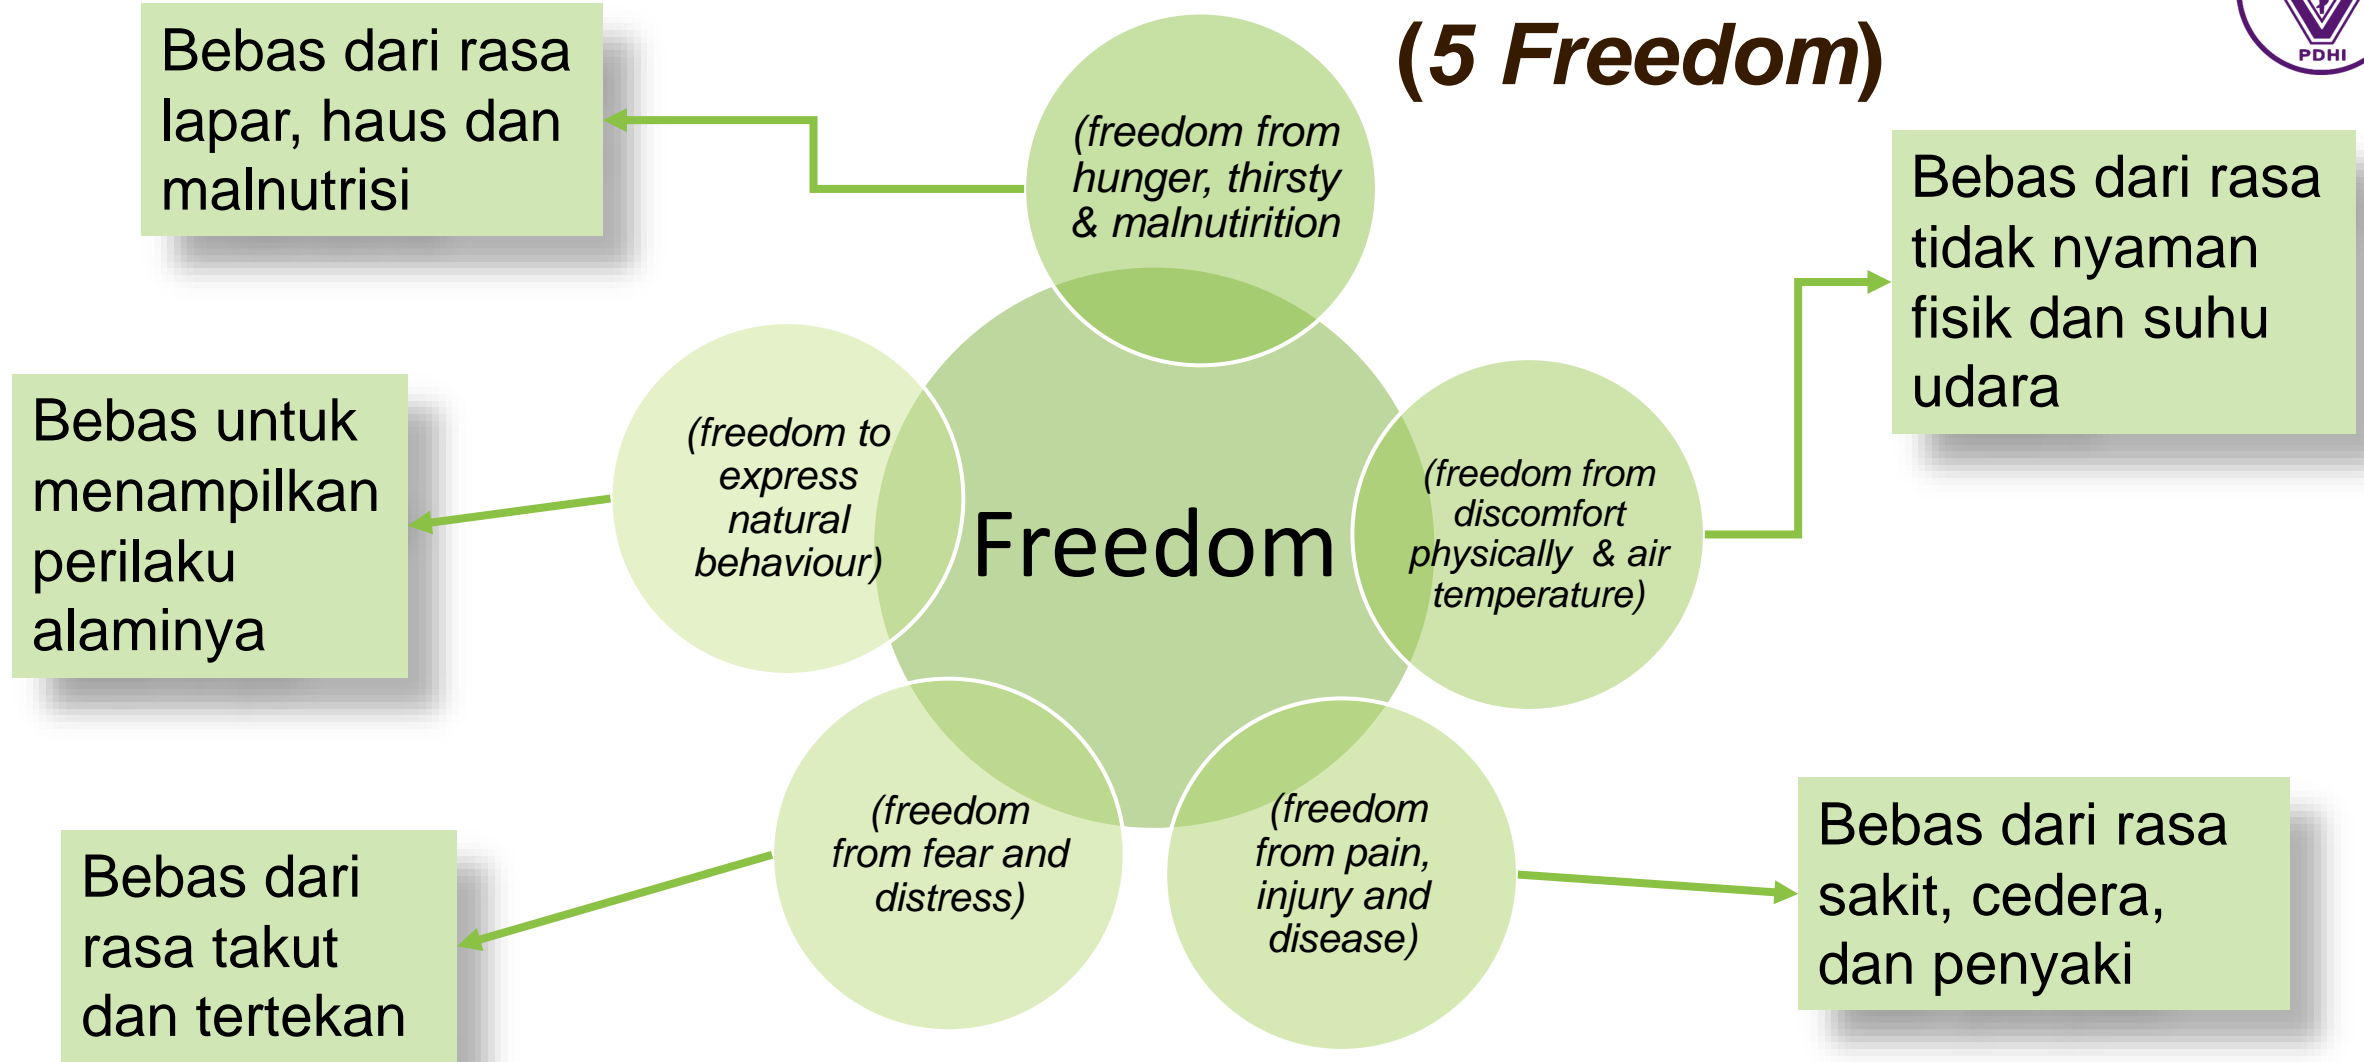 (5 Freedom)
PDHI
Bebas dari rasa
lapar, haus dan
malnutrisi
(freedom from
hunger, thirsty
& malnutirition
Bebas dari rasa
tidak nyaman
fisik dan suhu
udara
Bebas untuk
menampilkan
perilaku
alaminya
(freedom to
express
natural
behaviour)
Freedom
(freedom from
discomfort
physically & air
temperature)
Bebas dari
rasa takut
dan tertekan
(freedom
from fear and
distress)
(freedom
from pain,
injury and
disease)
Bebas dari rasa
sakit, cedera,
dan penyaki